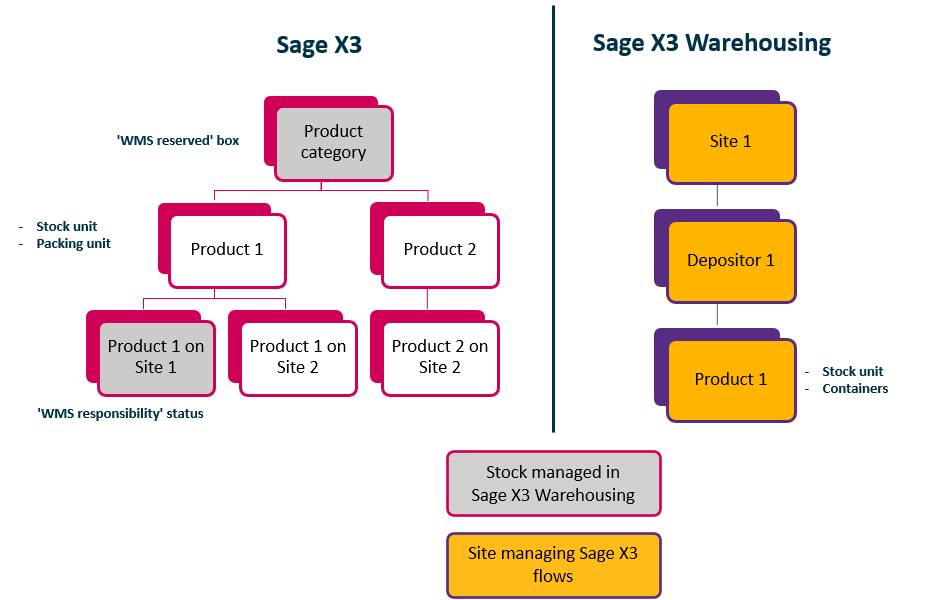 Sage X3
Sage X3 Warehousing
'WMS reserved' box
Product
category
- Stock unit
- Packing unit
Product 1
Product 2
Product 1 on
Site 1
Product 1 on
Site 2
Product 2 on
Site 2
'WMS responsibility' status
Site 1
Depositor 1
Product 1
- Stock unit
- Containers
Stock managed in
Sage X3 Warehousing
Site managing Sage X3
flows